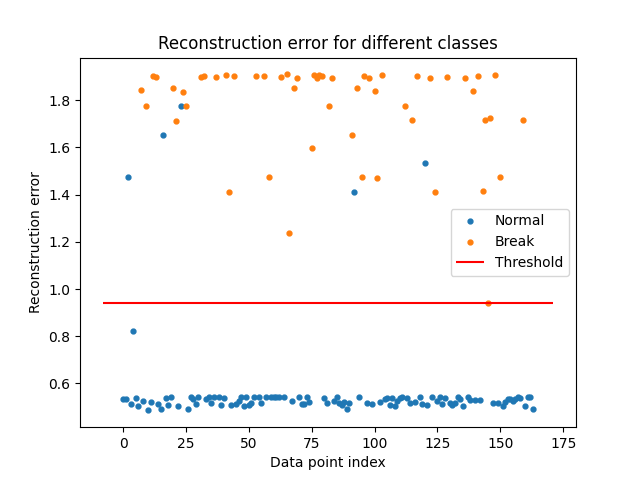 Reconstruction error for different classes
Reconstruction error
1.8
1.6
1.4
1.2
1.0
0.8
0.6
Normal
Break
Threshold
0 25 50 75 100 125 150 175
Data point index